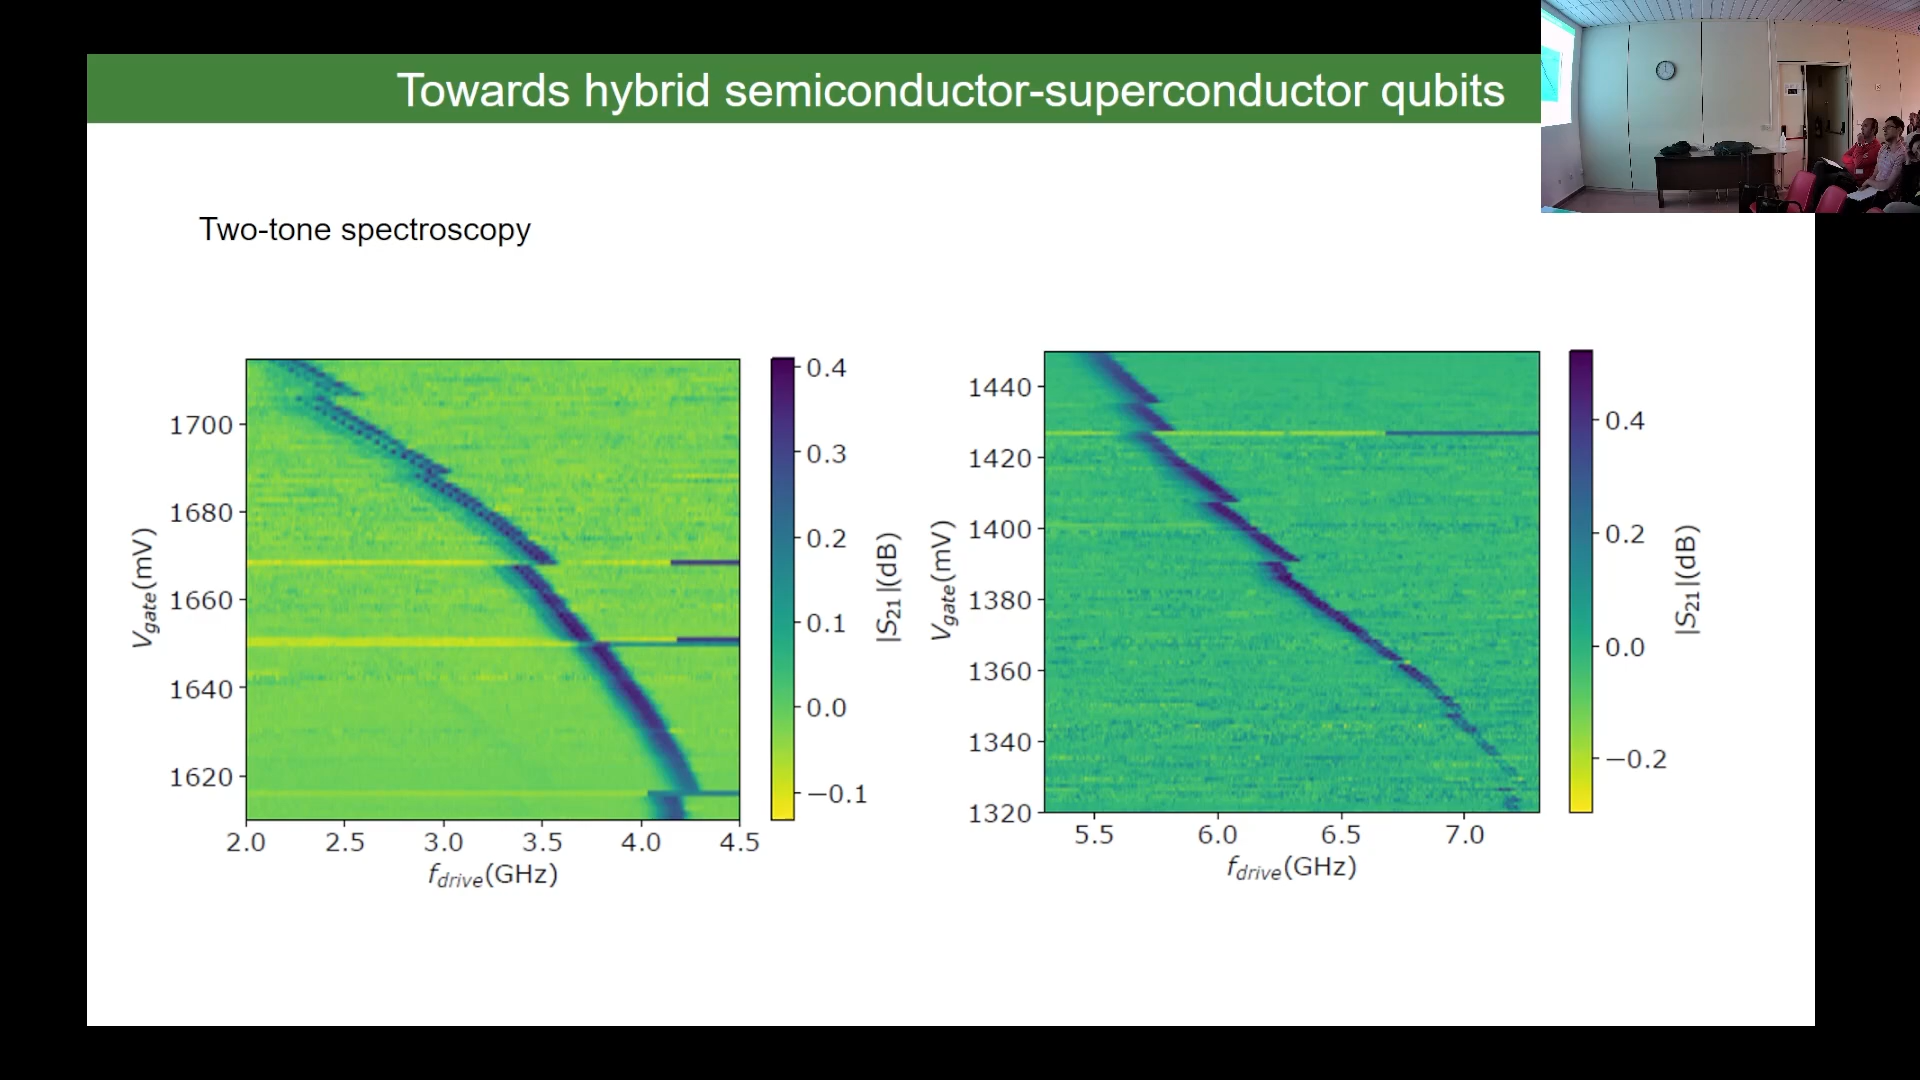 Towards hybrid semiconductor-superconductor qubits
Two-tone spectroscopy
V_gate(mV)
1700
1680
1660
1640
1620
2.0 2.5 3.0 3.5 4.0 4.5
f_drive(GHz)
0.4
0.3
0.2
0.1
0.0
−0.1
|S_21|(dB)
V_gate(mV)
1440
1420
1400
1380
1360
1340
1320
5.5 6.0 6.5 7.0
f_drive(GHz)
0.4
0.2
0.0
−0.2
|S_21|(dB)